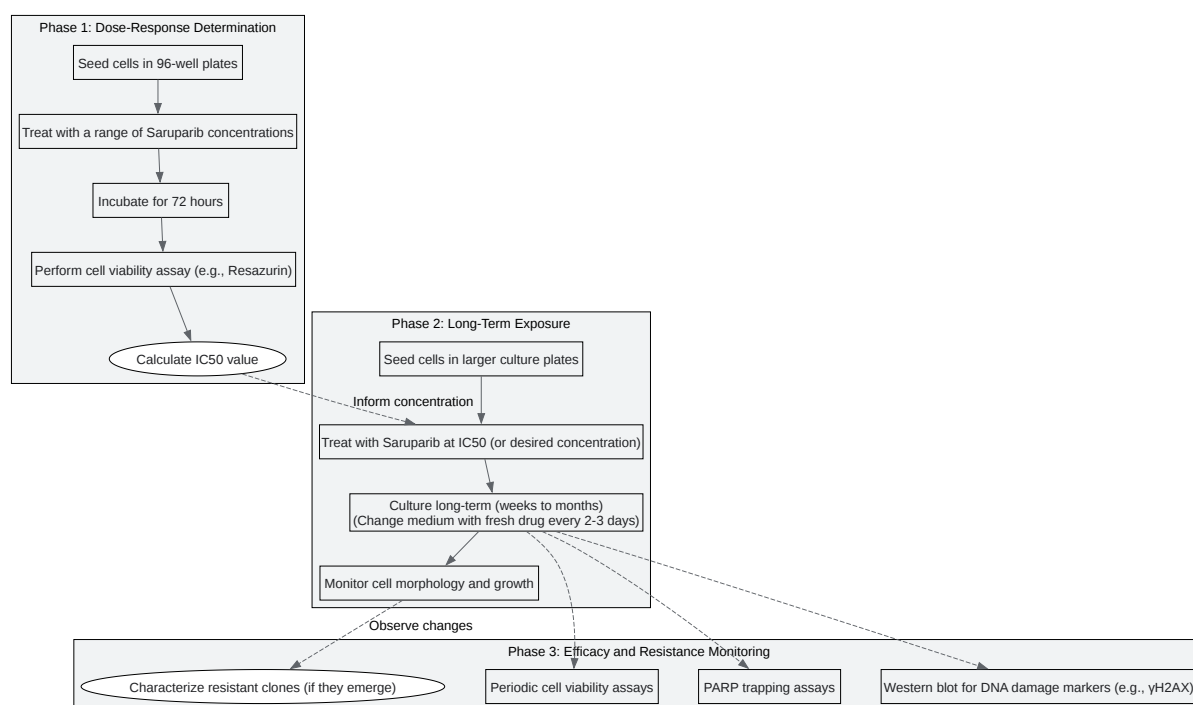 Phase 1: Dose-Response Determination
Seed cells in 96-well plates
Treat with a range of Saruparib concentrations
Incubate for 72 hours
Perform cell viability assay (e.g., Resazurin)
Calculate IC50 value
Phase 2: Long-Term Exposure
Seed cells in larger culture plates
Inform concentration
Treat with Saruparib at IC50 (or desired concentration)
Culture long-term (weeks to months)
(Change medium with fresh drug every 2-3 days)
Monitor cell morphology and growth
Observe changes
Phase 3: Efficacy and Resistance Monitoring
Characterize resistant clones (if they emerge)
Periodic cell viability assays
PARP trapping assays
Western blot for DNA damage markers (e.g., γH2AX)